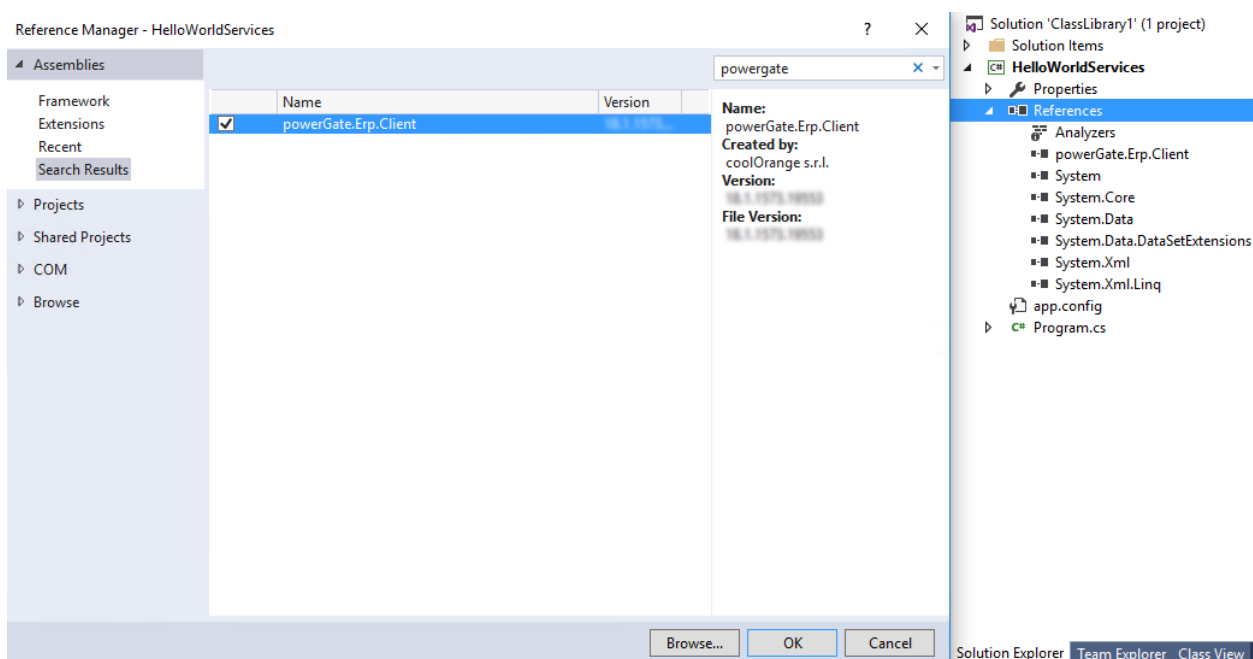 Reference Manager - HelloWorldServices
?
Assemblies
Framework
Extensions
Recent
Search Results
Projects
Shared Projects
COM
Browse
powergate
Name
Version
powerGate.Erp.Client
Name:
powerGate.Erp.Client
Created by:
coolOrange s.r.l.
Version:
File Version:
Browse...
OK
Cancel
Solution 'ClassLibrary1' (1 project)
Solution Items
C# HelloWorldServices
Properties
References
Analyzers
powerGate.Erp.Client
System
System.Core
System.Data
System.Data.DataSetExtensions
System.Xml
System.Xml.Linq
app.config
C# Program.cs
Solution Explorer
Team Explorer
Class View